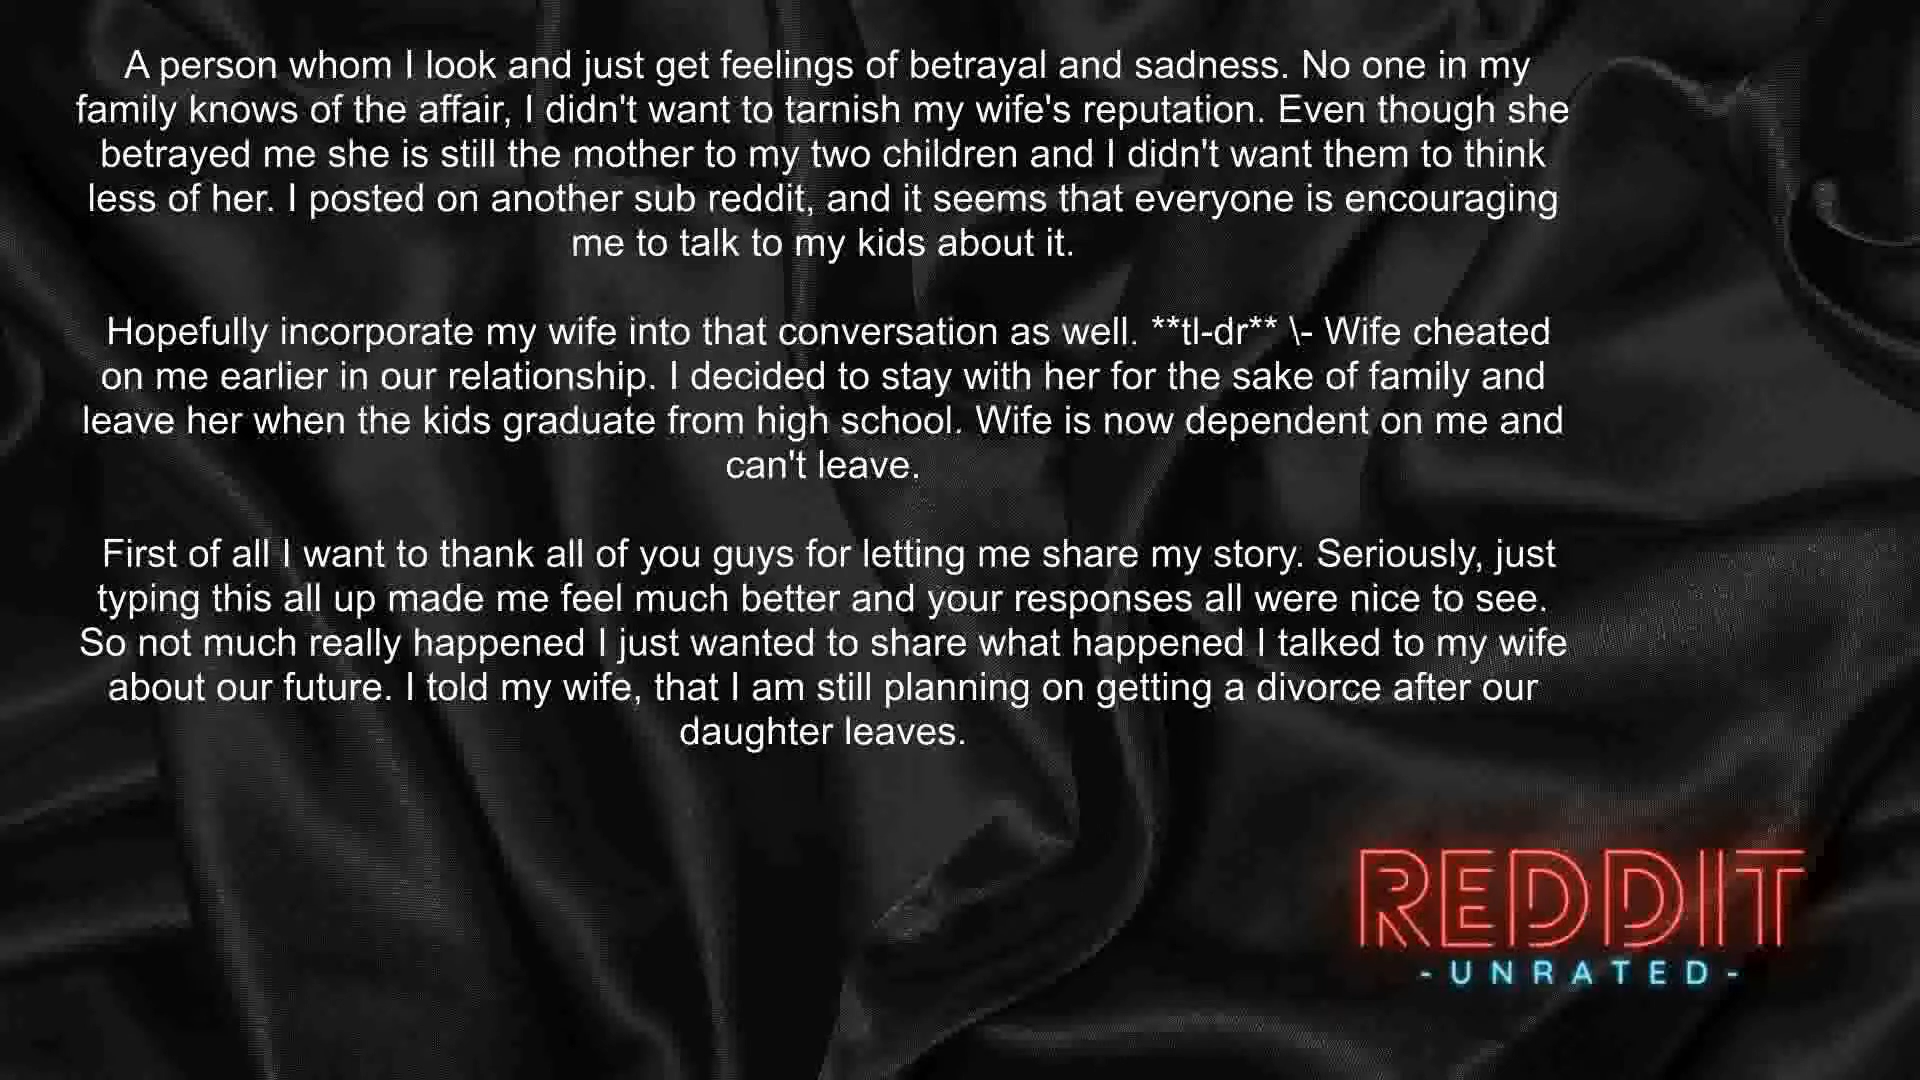 A person whom I look and just get feelings of betrayal and sadness. No one in my
family knows of the affair, I didn't want to tarnish my wife's reputation. Even though she
betrayed me she is still the mother to my two children and I didn't want them to think
less of her. I posted on another sub reddit, and it seems that everyone is encouraging
me to talk to my kids about it.
Hopefully incorporate my wife into that conversation as well. **tl-dr** \- Wife cheated
on me earlier in our relationship. I decided to stay with her for the sake of family and
leave her when the kids graduate from high school. Wife is now dependent on me and
can't leave.
First of all I want to thank all of you guys for letting me share my story. Seriously, just
typing this all up made me feel much better and your responses all were nice to see.
So not much really happened I just wanted to share what happened I talked to my wife
about our future. I told my wife, that I am still planning on getting a divorce after our
daughter leaves.
REDDIT
- UNRATED -